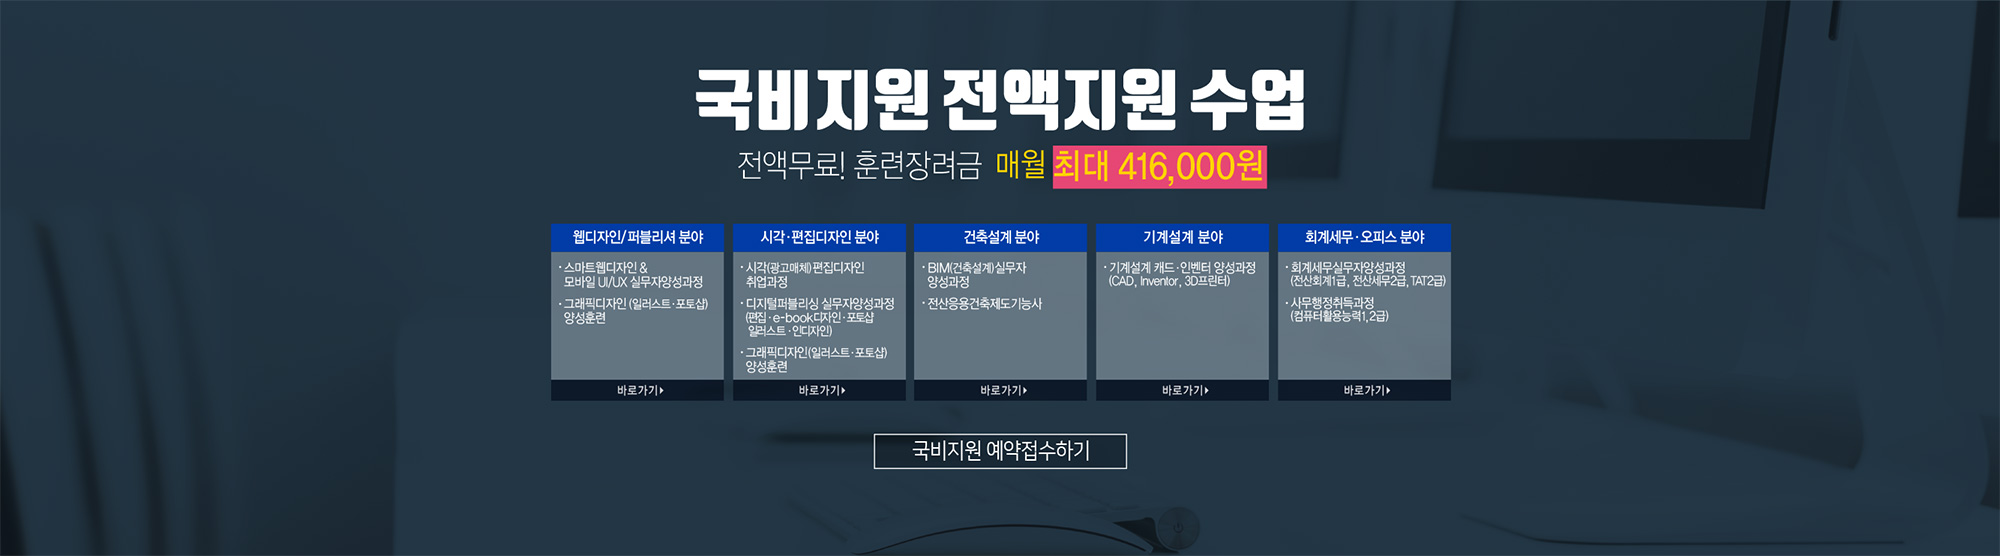 국비지원 전액지원 수업
전액무료! 훈련장려금 매월 최대 416,000원
웹디자인/퍼블리셔 분야
· 스마트웹디자인 &
모바일 UI/UX 실무자양성과정
· 그래픽디자인 (일러스트·포토샵)
양성훈련
바로가기
시각·편집디자인 분야
· 시각(광고매체) 편집디자인
취업과정
· 디지털퍼블리싱 실무자양성과정
(편집·e-book디자인·포토샵
일러스트·인디자인)
· 그래픽디자인(일러스트·포토샵)
양성훈련
바로가기
건축설계 분야
· BIM(건축설계)실무자
양성과정
· 전산응용건축제도기능사
바로가기
기계설계 분야
· 기계설계 캐드·인벤터 양성과정
(CAD, Inventor, 3D프린터)
바로가기
회계세무·오피스 분야
· 회계세무실무자양성과정
(전산회계1급, 전산세무2급, TAT2급)
· 사무행정취득과정
(컴퓨터활용능력1,2급)
바로가기
국비지원 예약접수하기